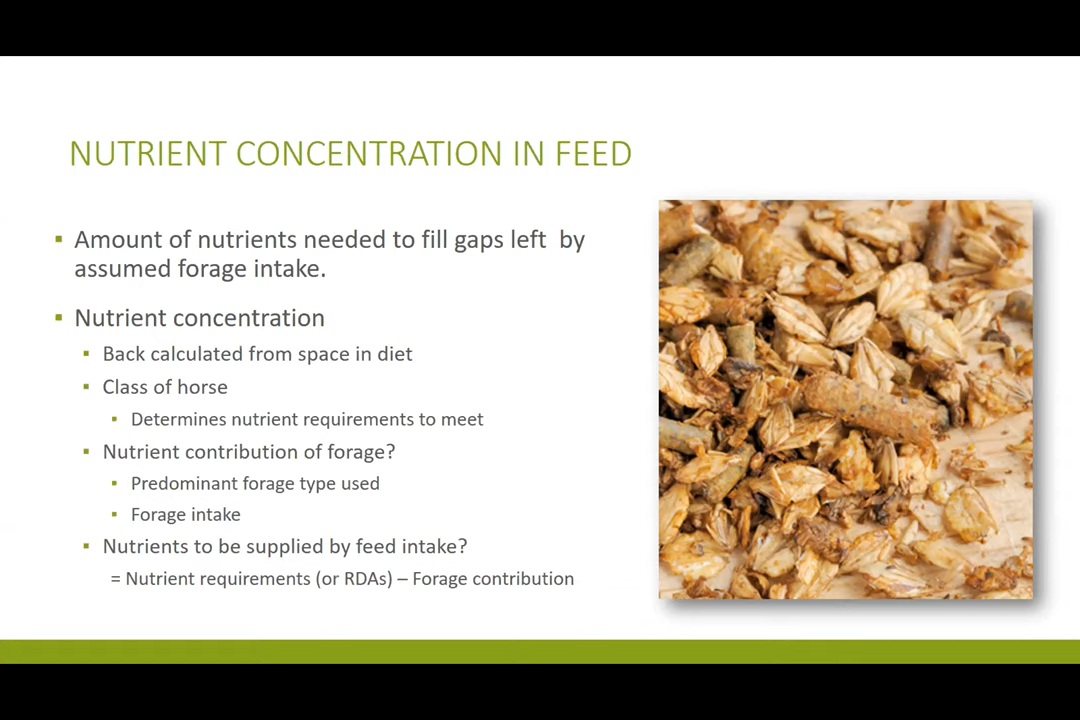 NUTRIENT CONCENTRATION IN FEED
Amount of nutrients needed to fill gaps left by
assumed forage intake.
Nutrient concentration
Back calculated from space in diet
Class of horse
Determines nutrient requirements to meet
Nutrient contribution of forage?
Predominant forage type used
Forage intake
Nutrients to be supplied by feed intake?
= Nutrient requirements (or RDAs) – Forage contribution